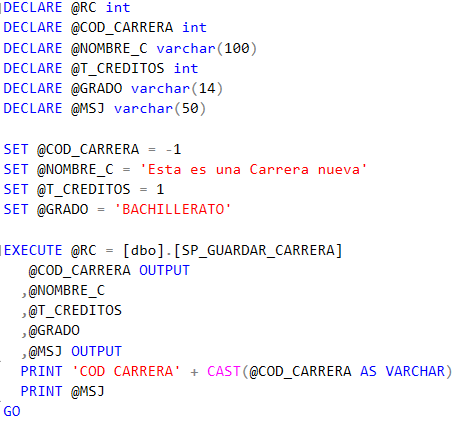 DECLARE @RC int
DECLARE @COD_CARRERA int
DECLARE @NOMBRE_C varchar(100)
DECLARE @T_CREDITOS int
DECLARE @GRADO varchar(14)
DECLARE @MSJ varchar(50)

SET @COD_CARRERA = -1
SET @NOMBRE_C = 'Esta es una Carrera nueva'
SET @T_CREDITOS = 1
SET @GRADO = 'BACHILLERATO'

EXECUTE @RC = [dbo].[SP_GUARDAR_CARRERA]
   @COD_CARRERA OUTPUT
  ,@NOMBRE_C
  ,@T_CREDITOS
  ,@GRADO
  ,@MSJ OUTPUT
  PRINT 'COD CARRERA' + CAST(@COD_CARRERA AS VARCHAR)
  PRINT @MSJ
GO